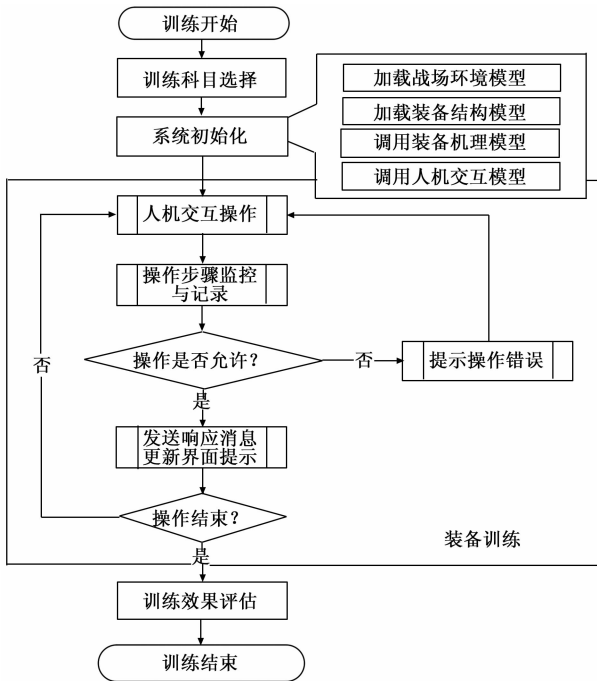 训练开始
训练科目选择
系统初始化
加载战场环境模型
加载装备结构模型
调用装备机理模型
调用人机交互模型
人机交互操作
操作步骤监控
与记录
操作是否允许?
否
提示操作错误
否
是
发送响应消息
更新界面提示
操作结束?
装备训练
是
训练效果评估
训练结束